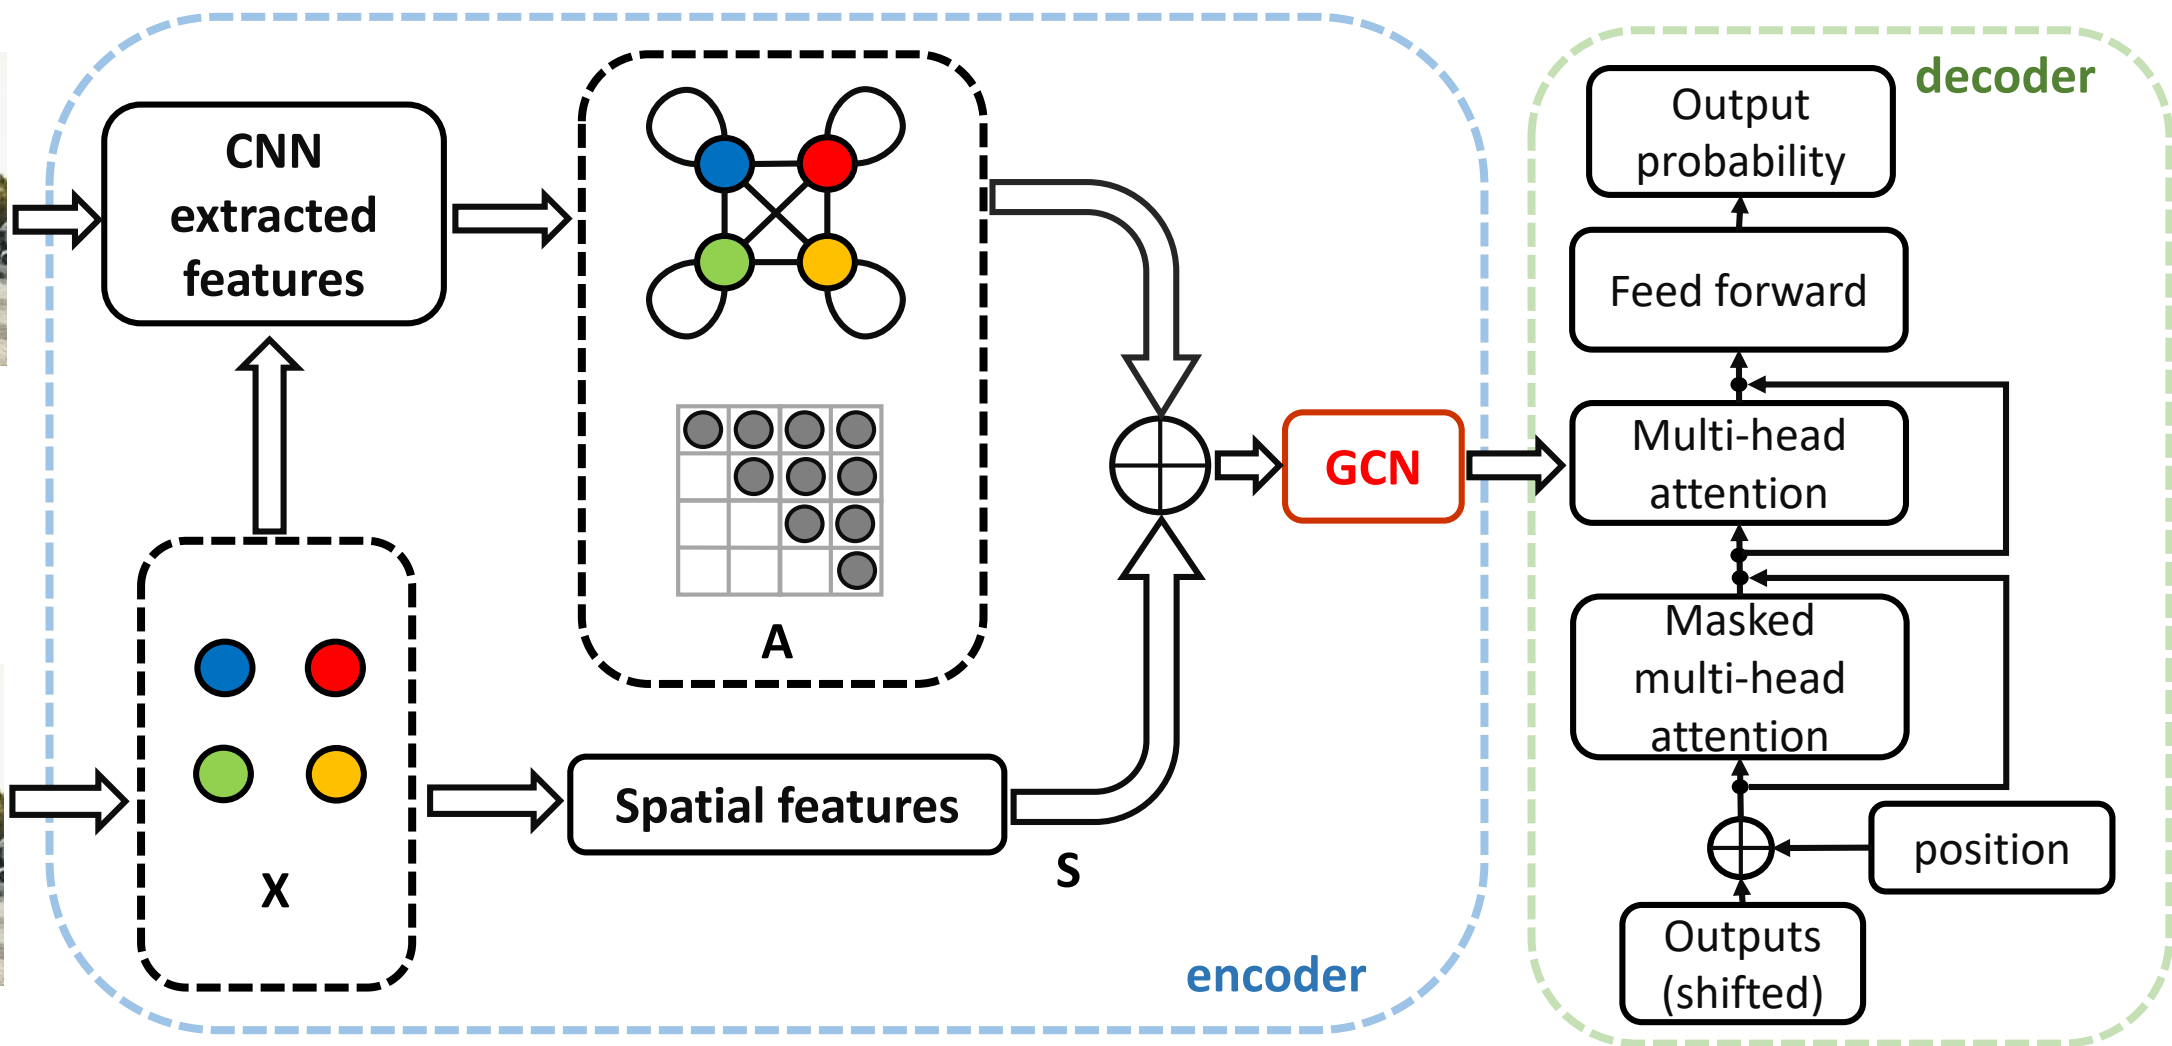 CNN
extracted
features
A
X
Spatial features
S
GCN
encoder
decoder
Output
probability
Feed forward
Multi-head
attention
Masked
multi-head
attention
position
Outputs
(shifted)